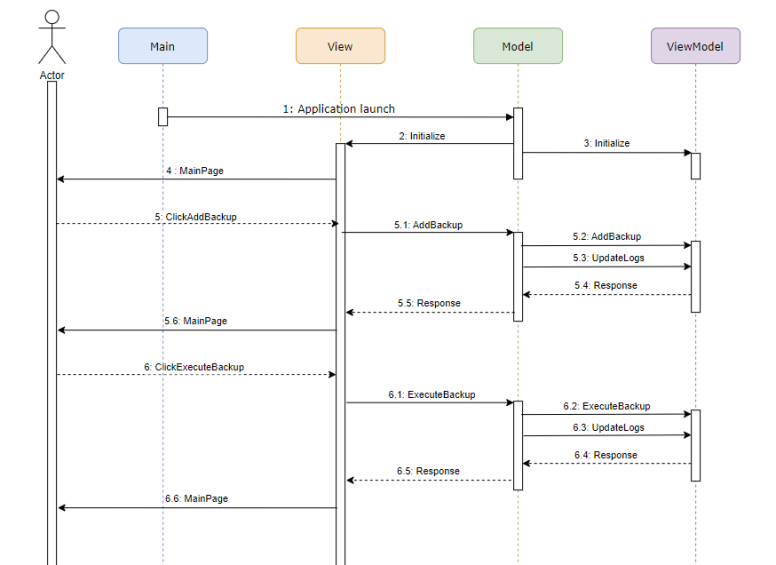 Main
View
Model
ViewModel
Actor
1: Application launch
2: Initialize
3: Initialize
4 : MainPage
5: ClickAddBackup
5.1: AddBackup
5.2: AddBackup
5.3: UpdateLogs
5.4: Response
5.5: Response
5.6: MainPage
6: ClickExecuteBackup
6.1: ExecuteBackup
6.2: ExecuteBackup
6.3: UpdateLogs
6.4: Response
6.5: Response
6.6: MainPage